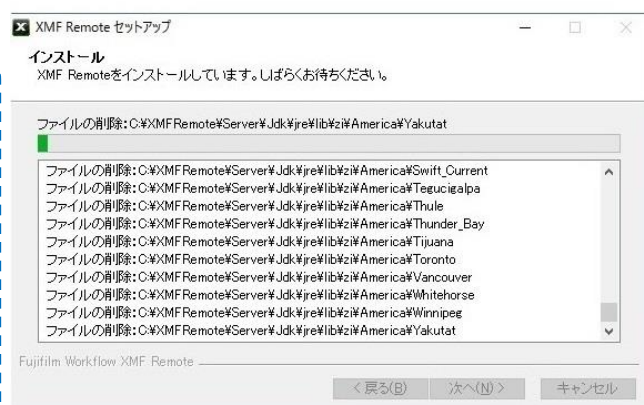 XMF Remote セットアップ
インストール
XMF Remoteをインストールしています。しばらくお待ちください。
ファイルの削除:C:¥XMFRemote¥Server¥Jdk¥jre¥lib¥zi¥America¥Yakutat
ファイルの削除:C:¥XMFRemote¥Server¥Jdk¥jre¥lib¥zi¥America¥Swift_Current
ファイルの削除:C:¥XMFRemote¥Server¥Jdk¥jre¥lib¥zi¥America¥Tegucigalpa
ファイルの削除:C:¥XMFRemote¥Server¥Jdk¥jre¥lib¥zi¥America¥Thule
ファイルの削除:C:¥XMFRemote¥Server¥Jdk¥jre¥lib¥zi¥America¥Thunder_Bay
ファイルの削除:C:¥XMFRemote¥Server¥Jdk¥jre¥lib¥zi¥America¥Tijuana
ファイルの削除:C:¥XMFRemote¥Server¥Jdk¥jre¥lib¥zi¥America¥Toronto
ファイルの削除:C:¥XMFRemote¥Server¥Jdk¥jre¥lib¥zi¥America¥Vancouver
ファイルの削除:C:¥XMFRemote¥Server¥Jdk¥jre¥lib¥zi¥America¥Whitehorse
ファイルの削除:C:¥XMFRemote¥Server¥Jdk¥jre¥lib¥zi¥America¥Winnipeg
ファイルの削除:C:¥XMFRemote¥Server¥Jdk¥jre¥lib¥zi¥America¥Yakutat
Fujifilm Workflow XMF Remote
< 戻る(B) 次へ(N) > キャンセル